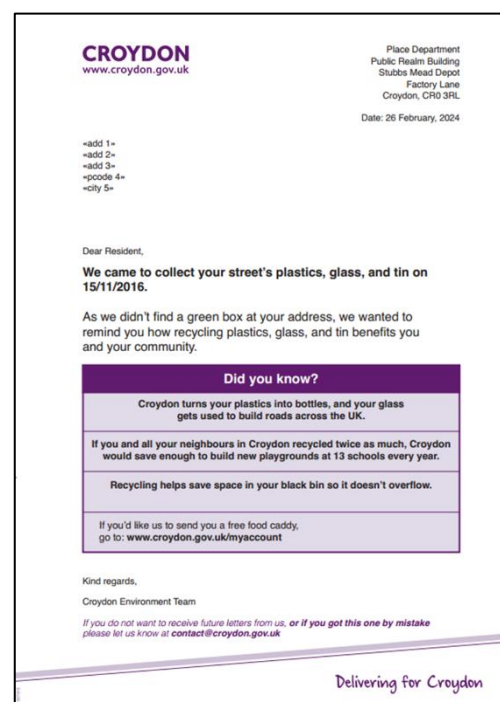 CROYDON
www.croydon.gov.uk
Place Department
Public Realm Building
Stubbs Mead Depot
Factory Lane
Croydon, CR0 3RL
Date: 26 February, 2024
«add 1»
«add 2»
«add 3»
«pcode 4»
«city 5»
Dear Resident,
We came to collect your street's plastics, glass, and tin on
15/11/2016.
As we didn't find a green box at your address, we wanted to
remind you how recycling plastics, glass, and tin benefits you
and your community.
Did you know?
Croydon turns your plastics into bottles, and your glass
gets used to build roads across the UK.
If you and all your neighbours in Croydon recycled twice as much, Croydon
would save enough to build new playgrounds at 13 schools every year.
Recycling helps save space in your black bin so it doesn't overflow.
If you'd like us to send you a free food caddy,
go to: www.croydon.gov.uk/myaccount
Kind regards,
Croydon Environment Team
If you do not want to receive future letters from us, or if you got this one by mistake
please let us know at contact@croydon.gov.uk
Delivering for Croydon